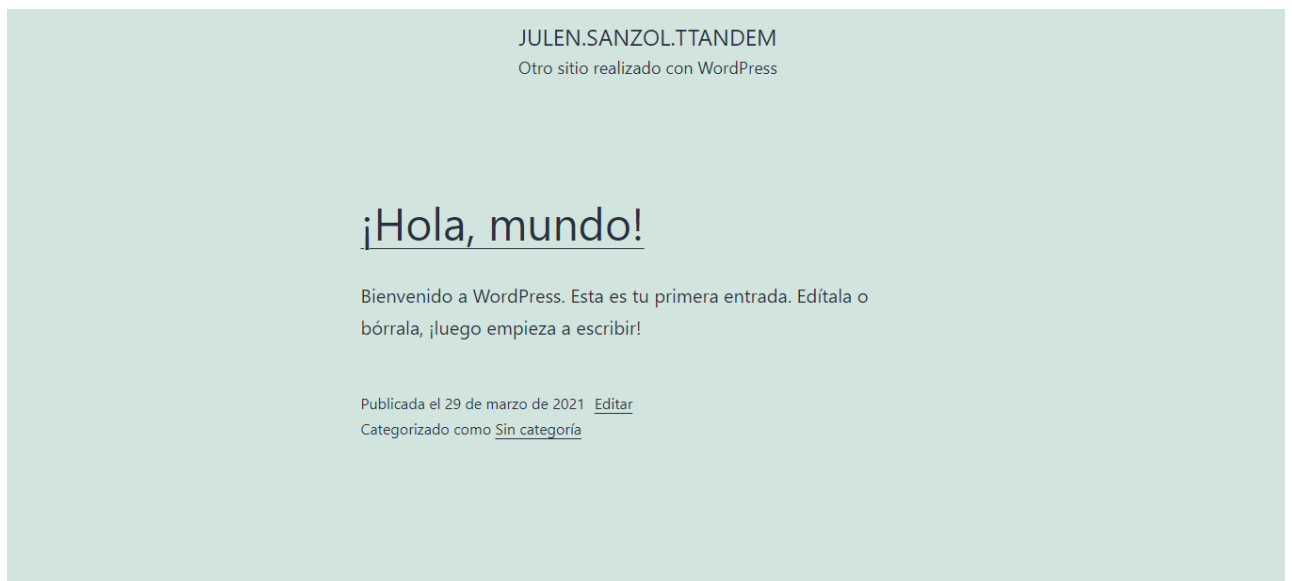 JULEN.SANZOL.TTANDEM
Otro sitio realizado con WordPress
¡Hola, mundo!
Bienvenido a WordPress. Esta es tu primera entrada. Edítala o
bórrala, ¡luego empieza a escribir!
Publicada el 29 de marzo de 2021 Editar
Categorizado como Sin categoría